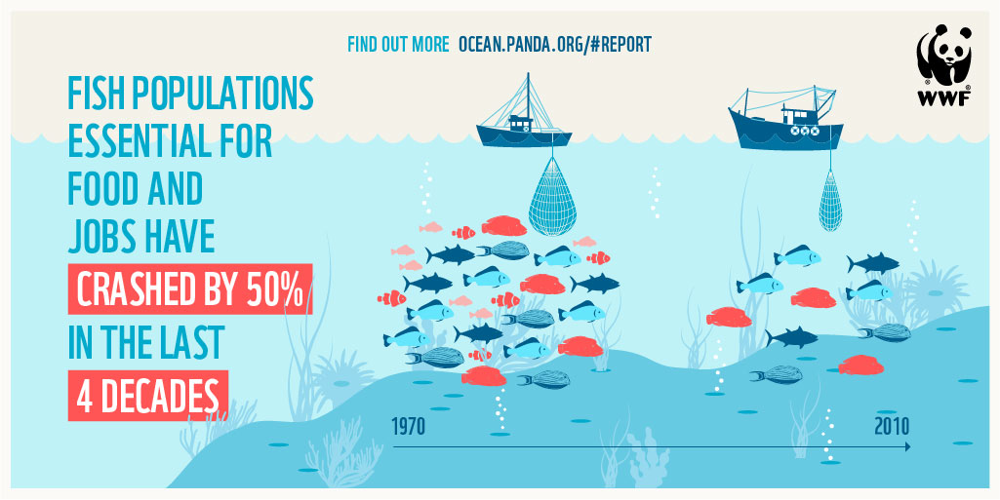 FIND OUT MORE OCEAN.PANDA.ORG/#REPORT
WWF
FISH POPULATIONS
ESSENTIAL FOR
FOOD AND
JOBS HAVE
CRASHED BY 50%
IN THE LAST
4 DECADES
1970
2010